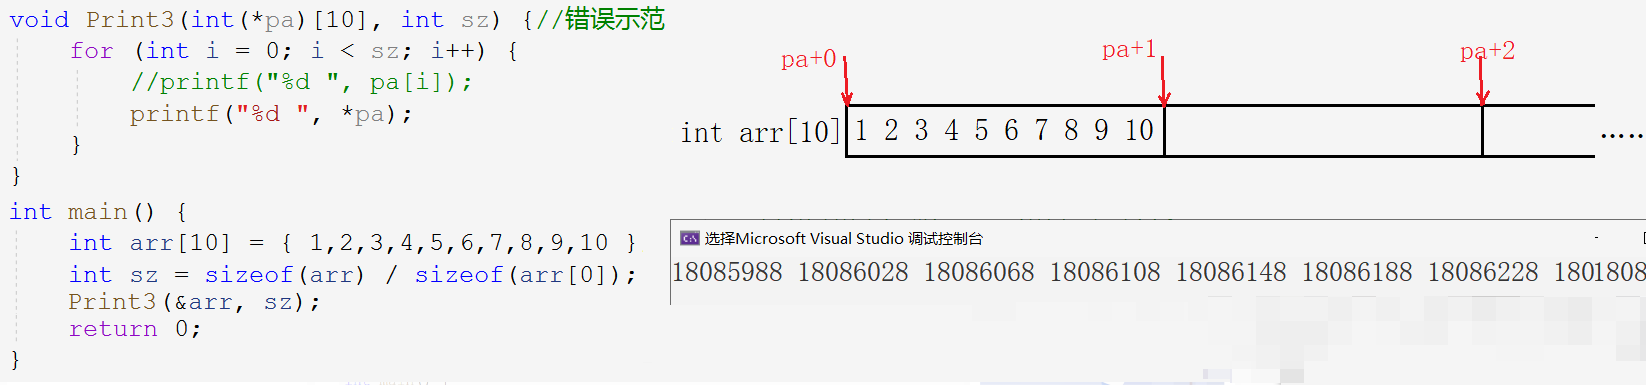 void Print3(int(*pa)[10], int sz) {//错误示范
for (int i = 0; i < sz; i++) {
//printf("%d ", pa[i]);
printf("%d ", *pa);
}
}
int main() {
int arr[10] = { 1,2,3,4,5,6,7,8,9,10 }
int sz = sizeof(arr) / sizeof(arr[0]);
Print3(&arr, sz);
return 0;
}
pa+0 pa+1 pa+2
int arr[10] 1 2 3 4 5 6 7 8 9 10 .....
选择Microsoft Visual Studio 调试控制台
18085988 18086028 18086068 18086108 18086148 18086188 18086228 1801808